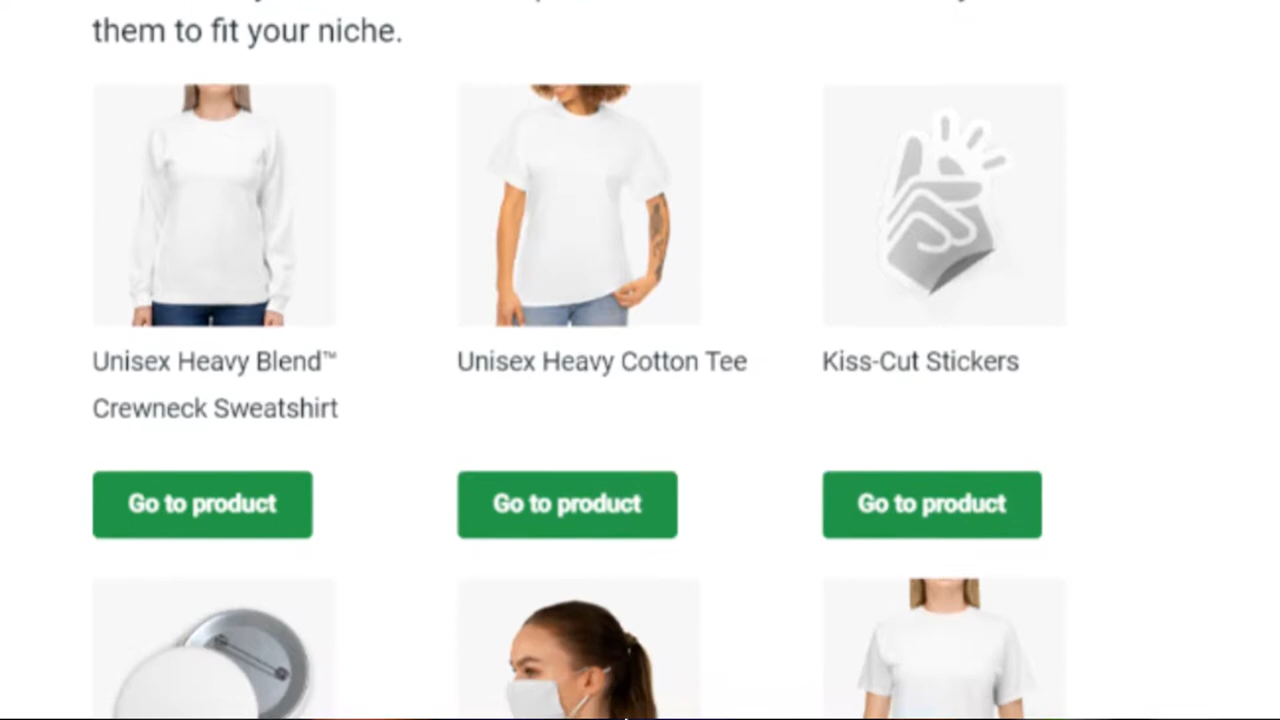 them to fit your niche.
Unisex Heavy Blend™
Crewneck Sweatshirt
Unisex Heavy Cotton Tee
Kiss-Cut Stickers
Go to product
Go to product
Go to product